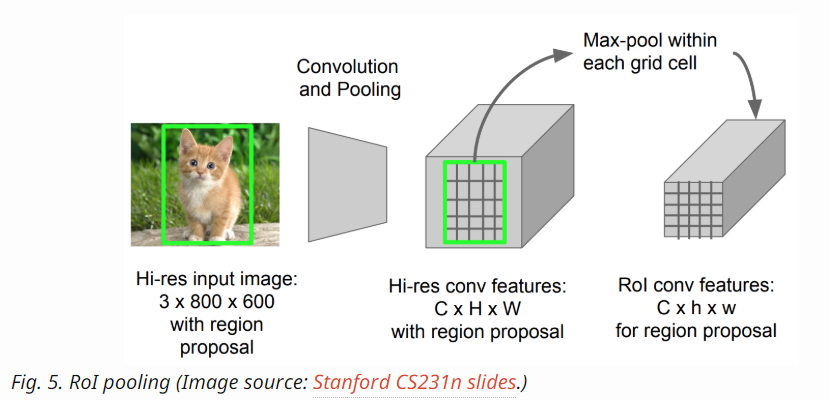 Max-pool within
each grid cell
Convolution
and Pooling
Hi-res input image:
3 x 800 x 600
with region
proposal
Hi-res conv features:
C x H x W
with region proposal
RoI conv features:
C x h x w
for region proposal
Fig. 5. RoI pooling (Image source: Stanford CS231n slides.)